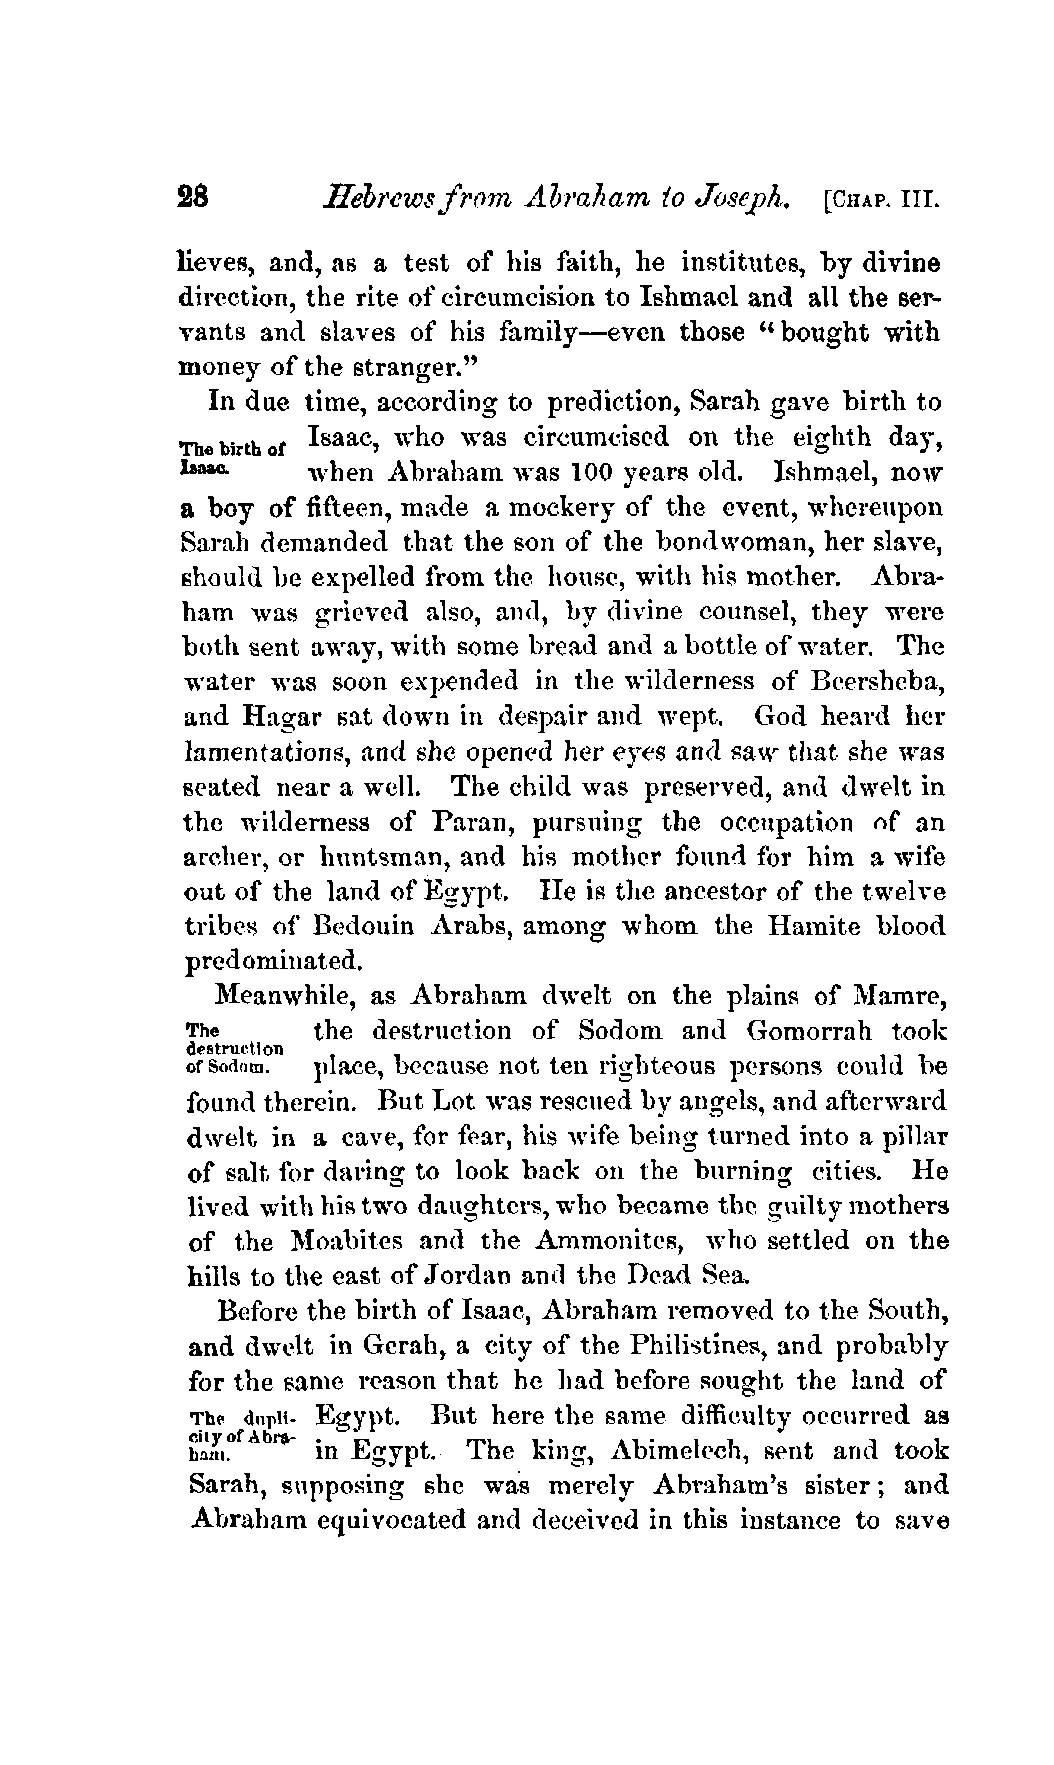 28 Hebrews from Abraham to Joseph. [CHAP. III.
lieves, and, as a test of his faith, he institutes, by divine
direction, the rite of circumcision to Ishmael and all the ser-
vants and slaves of his family—even those "bought with
money of the stranger."
In due time, according to prediction, Sarah gave birth to
The birth of
Isaac.
Isaac, who was circumcised on the eighth day,
when Abraham was 100 years old. Ishmael, now
a boy of fifteen, made a mockery of the event, whereupon
Sarah demanded that the son of the bondwoman, her slave,
should be expelled from the house, with his mother. Abra-
ham was grieved also, and, by divine counsel, they were
both sent away, with some bread and a bottle of water. The
water was soon expended in the wilderness of Beersheba,
and Hagar sat down in despair and wept. God heard her
lamentations, and she opened her eyes and saw that she was
seated near a well. The child was preserved, and dwelt in
the wilderness of Paran, pursuing the occupation of an
archer, or huntsman, and his mother found for him a wife
out of the land of Egypt. He is the ancestor of the twelve
tribes of Bedouin Arabs, among whom the Hamite blood
predominated.
Meanwhile, as Abraham dwelt on the plains of Mamre,
The
destruction
of Sodom.
the destruction of Sodom and Gomorrah took
place, because not ten righteous persons could be
found therein. But Lot was rescued by angels, and afterward
dwelt in a cave, for fear, his wife being turned into a pillar
of salt for daring to look back on the burning cities. He
lived with his two daughters, who became the guilty mothers
of the Moabites and the Ammonites, who settled on the
hills to the east of Jordan and the Dead Sea.
Before the birth of Isaac, Abraham removed to the South,
and dwelt in Gerah, a city of the Philistines, and probably
for the same reason that he had before sought the land of
The dupli-
city of Abra-
ham.
Egypt. But here the same difficulty occurred as
in Egypt. The king, Abimelech, sent and took
Sarah, supposing she was merely Abraham's sister; and
Abraham equivocated and deceived in this instance to save